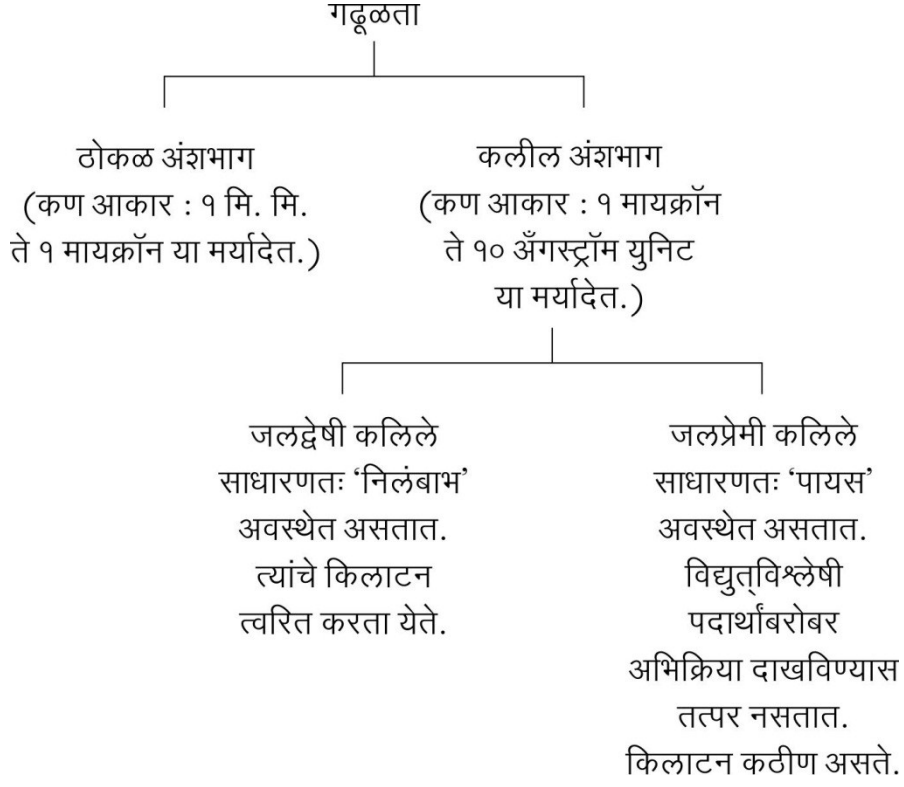 गढूळता
ठोकळ अंशभाग
(कण आकार : १ मि. मि.
ते १ मायक्रॉन या मर्यादेत.)
कलील अंशभाग
(कण आकार : १ मायक्रॉन
ते १० अँगस्ट्रॉम युनिट
या मर्यादेत.)
जलद्वेषी कलिले
साधारणतः ‘निलंबाभ’
अवस्थेत असतात.
त्यांचे किलाटन
त्वरित करता येते.
जलप्रेमी कलिले
साधारणतः ‘पायस’
अवस्थेत असतात.
विद्युत्‌विश्लेषी
पदार्थांबरोबर
अभिक्रिया दाखविण्यास
तत्पर नसतात.
किलाटन कठीण असते.